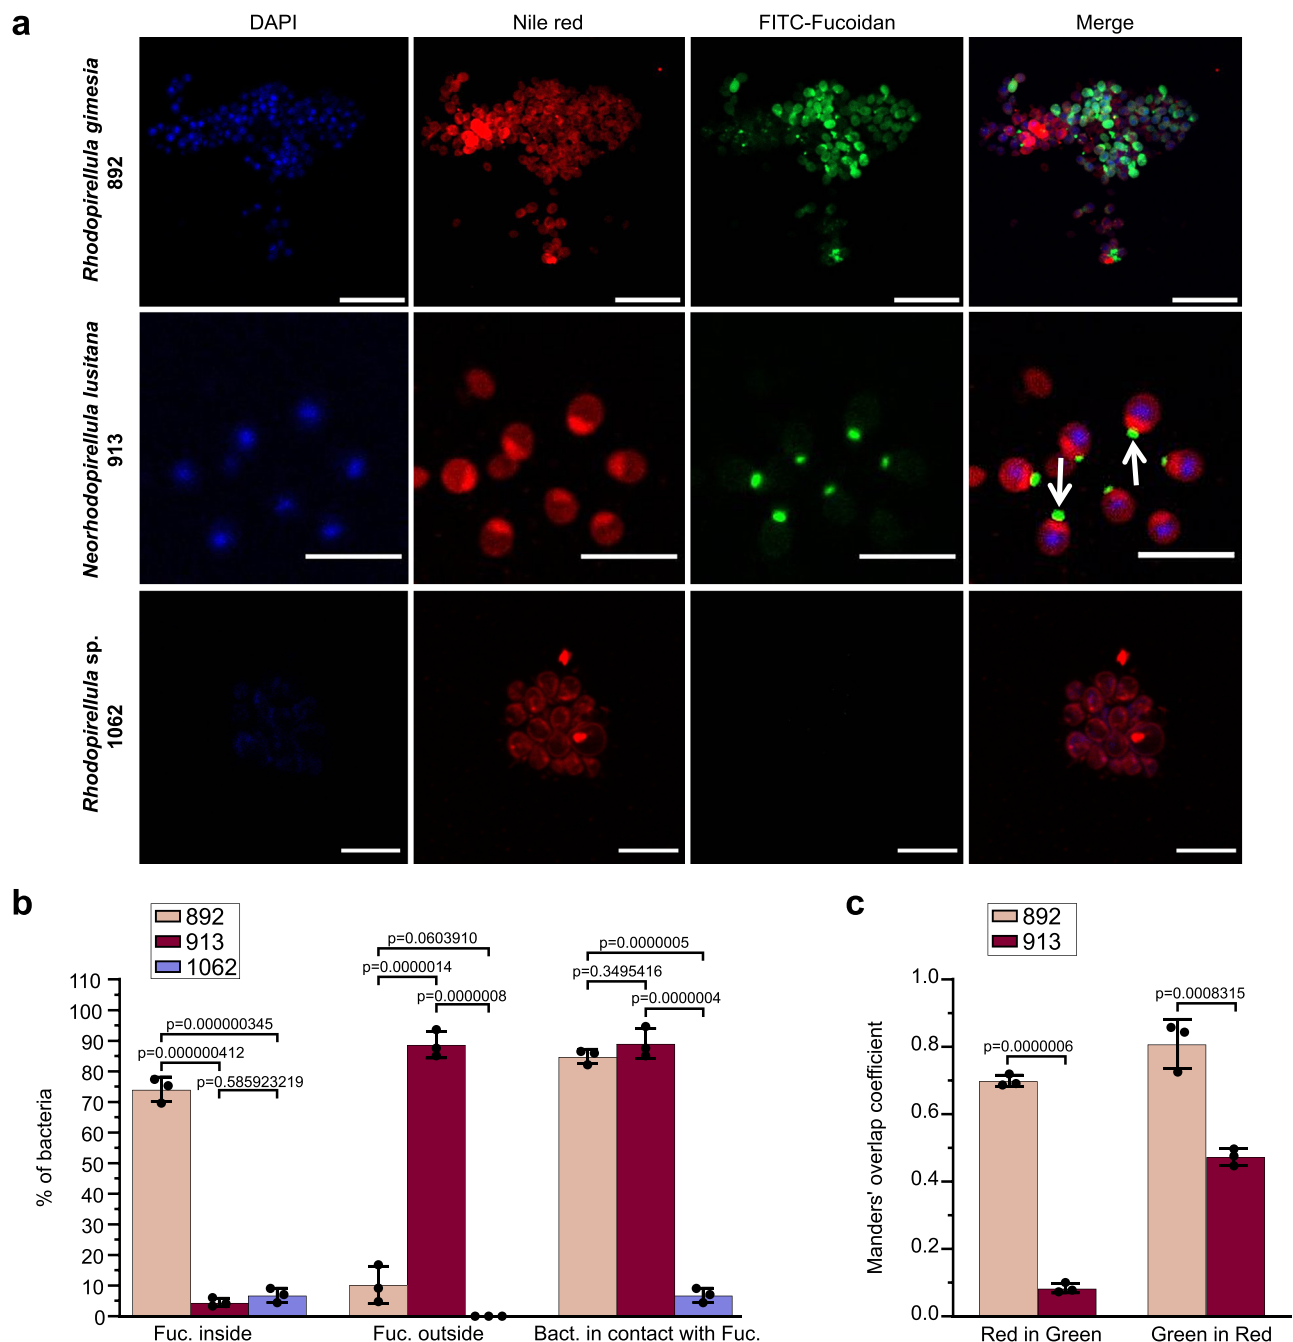 a
DAPI
Nile red
FITC-Fucoidan
Merge
Rhodopirellula gimesia
892
Neorhodopirellula lusitana
913
Rhodopirellula sp.
1062
b
892
913
1062
% of bacteria
110
100
90
80
70
60
50
40
30
20
10
0
p=0.000000345
p=0.000000412
p=0.585923219
p=0.0603910
p=0.0000014
p=0.0000008
p=0.0000005
p=0.3495416
p=0.0000004
Fuc. inside
Fuc. outside
Bact. in contact with Fuc.
c
892
913
Manders' overlap coefficient
1.0
0.8
0.6
0.4
0.2
0.0
p=0.0000006
p=0.0008315
Red in Green
Green in Red